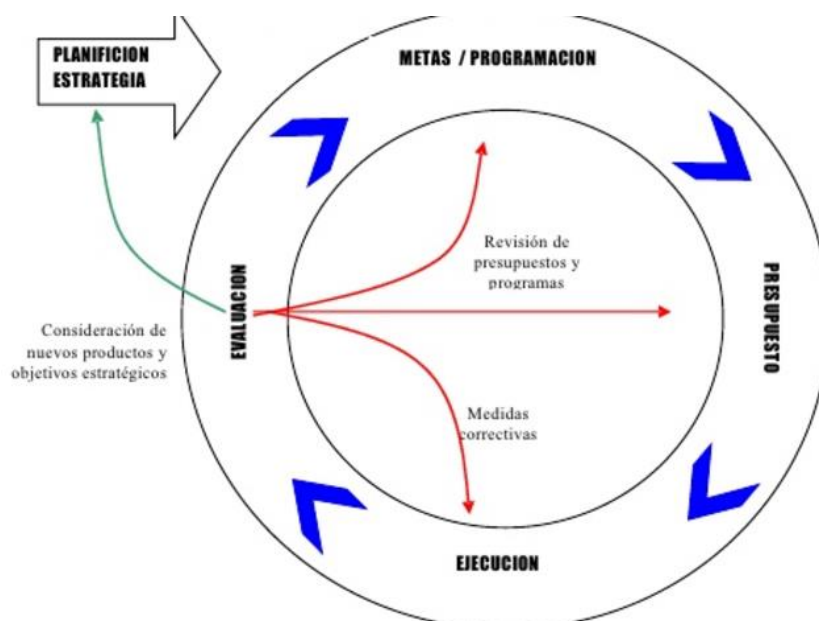 PLANIFICION
ESTRATEGIA
METAS / PROGRAMACION
Revisión de
presupuestos y
programas
PRESUPUESTO
EVALUACION
Consideración de
nuevos productos y
objetivos estratégicos
Medidas
correctivas
EJECUCION